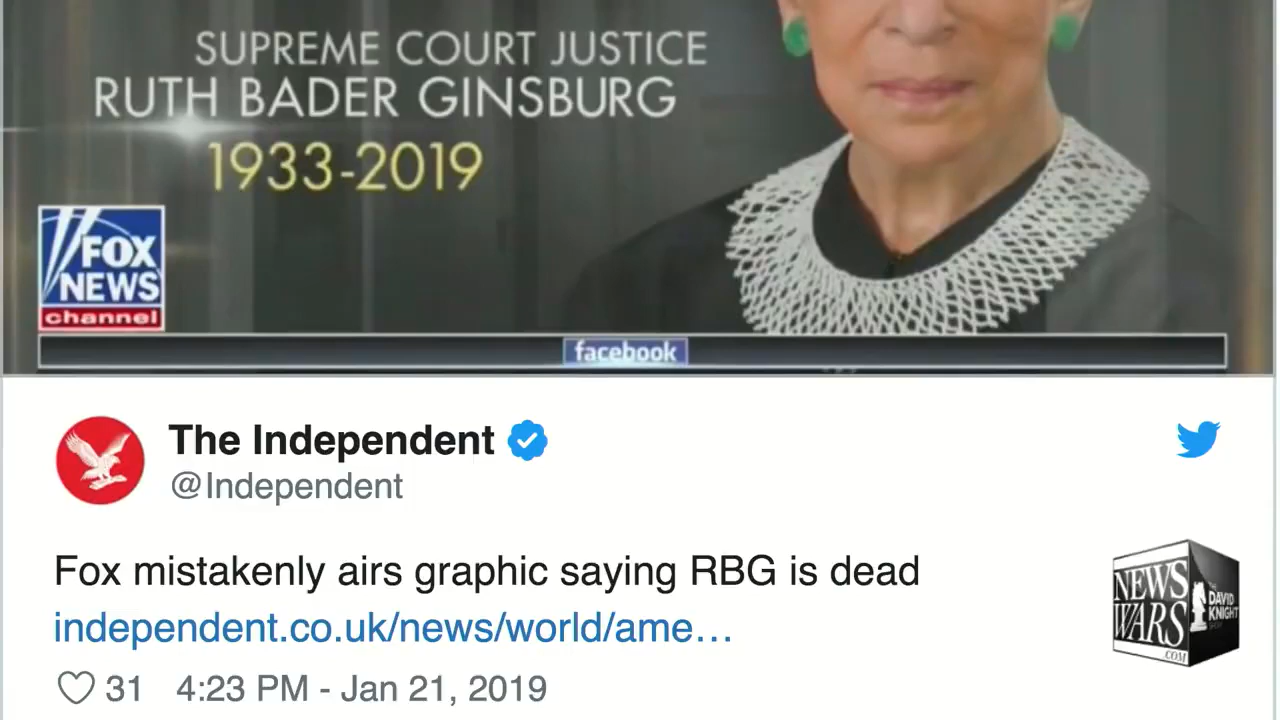 SUPREME COURT JUSTICE
RUTH BADER GINSBURG
1933-2019
FOX
NEWS
channel
facebook
The Independent
@Independent
Fox mistakenly airs graphic saying RBG is dead
independent.co.uk/news/world/ame…
31 4:23 PM - Jan 21, 2019
NEWS
WARS
.COM
THE
DAVID
KNIGHT
SHOW